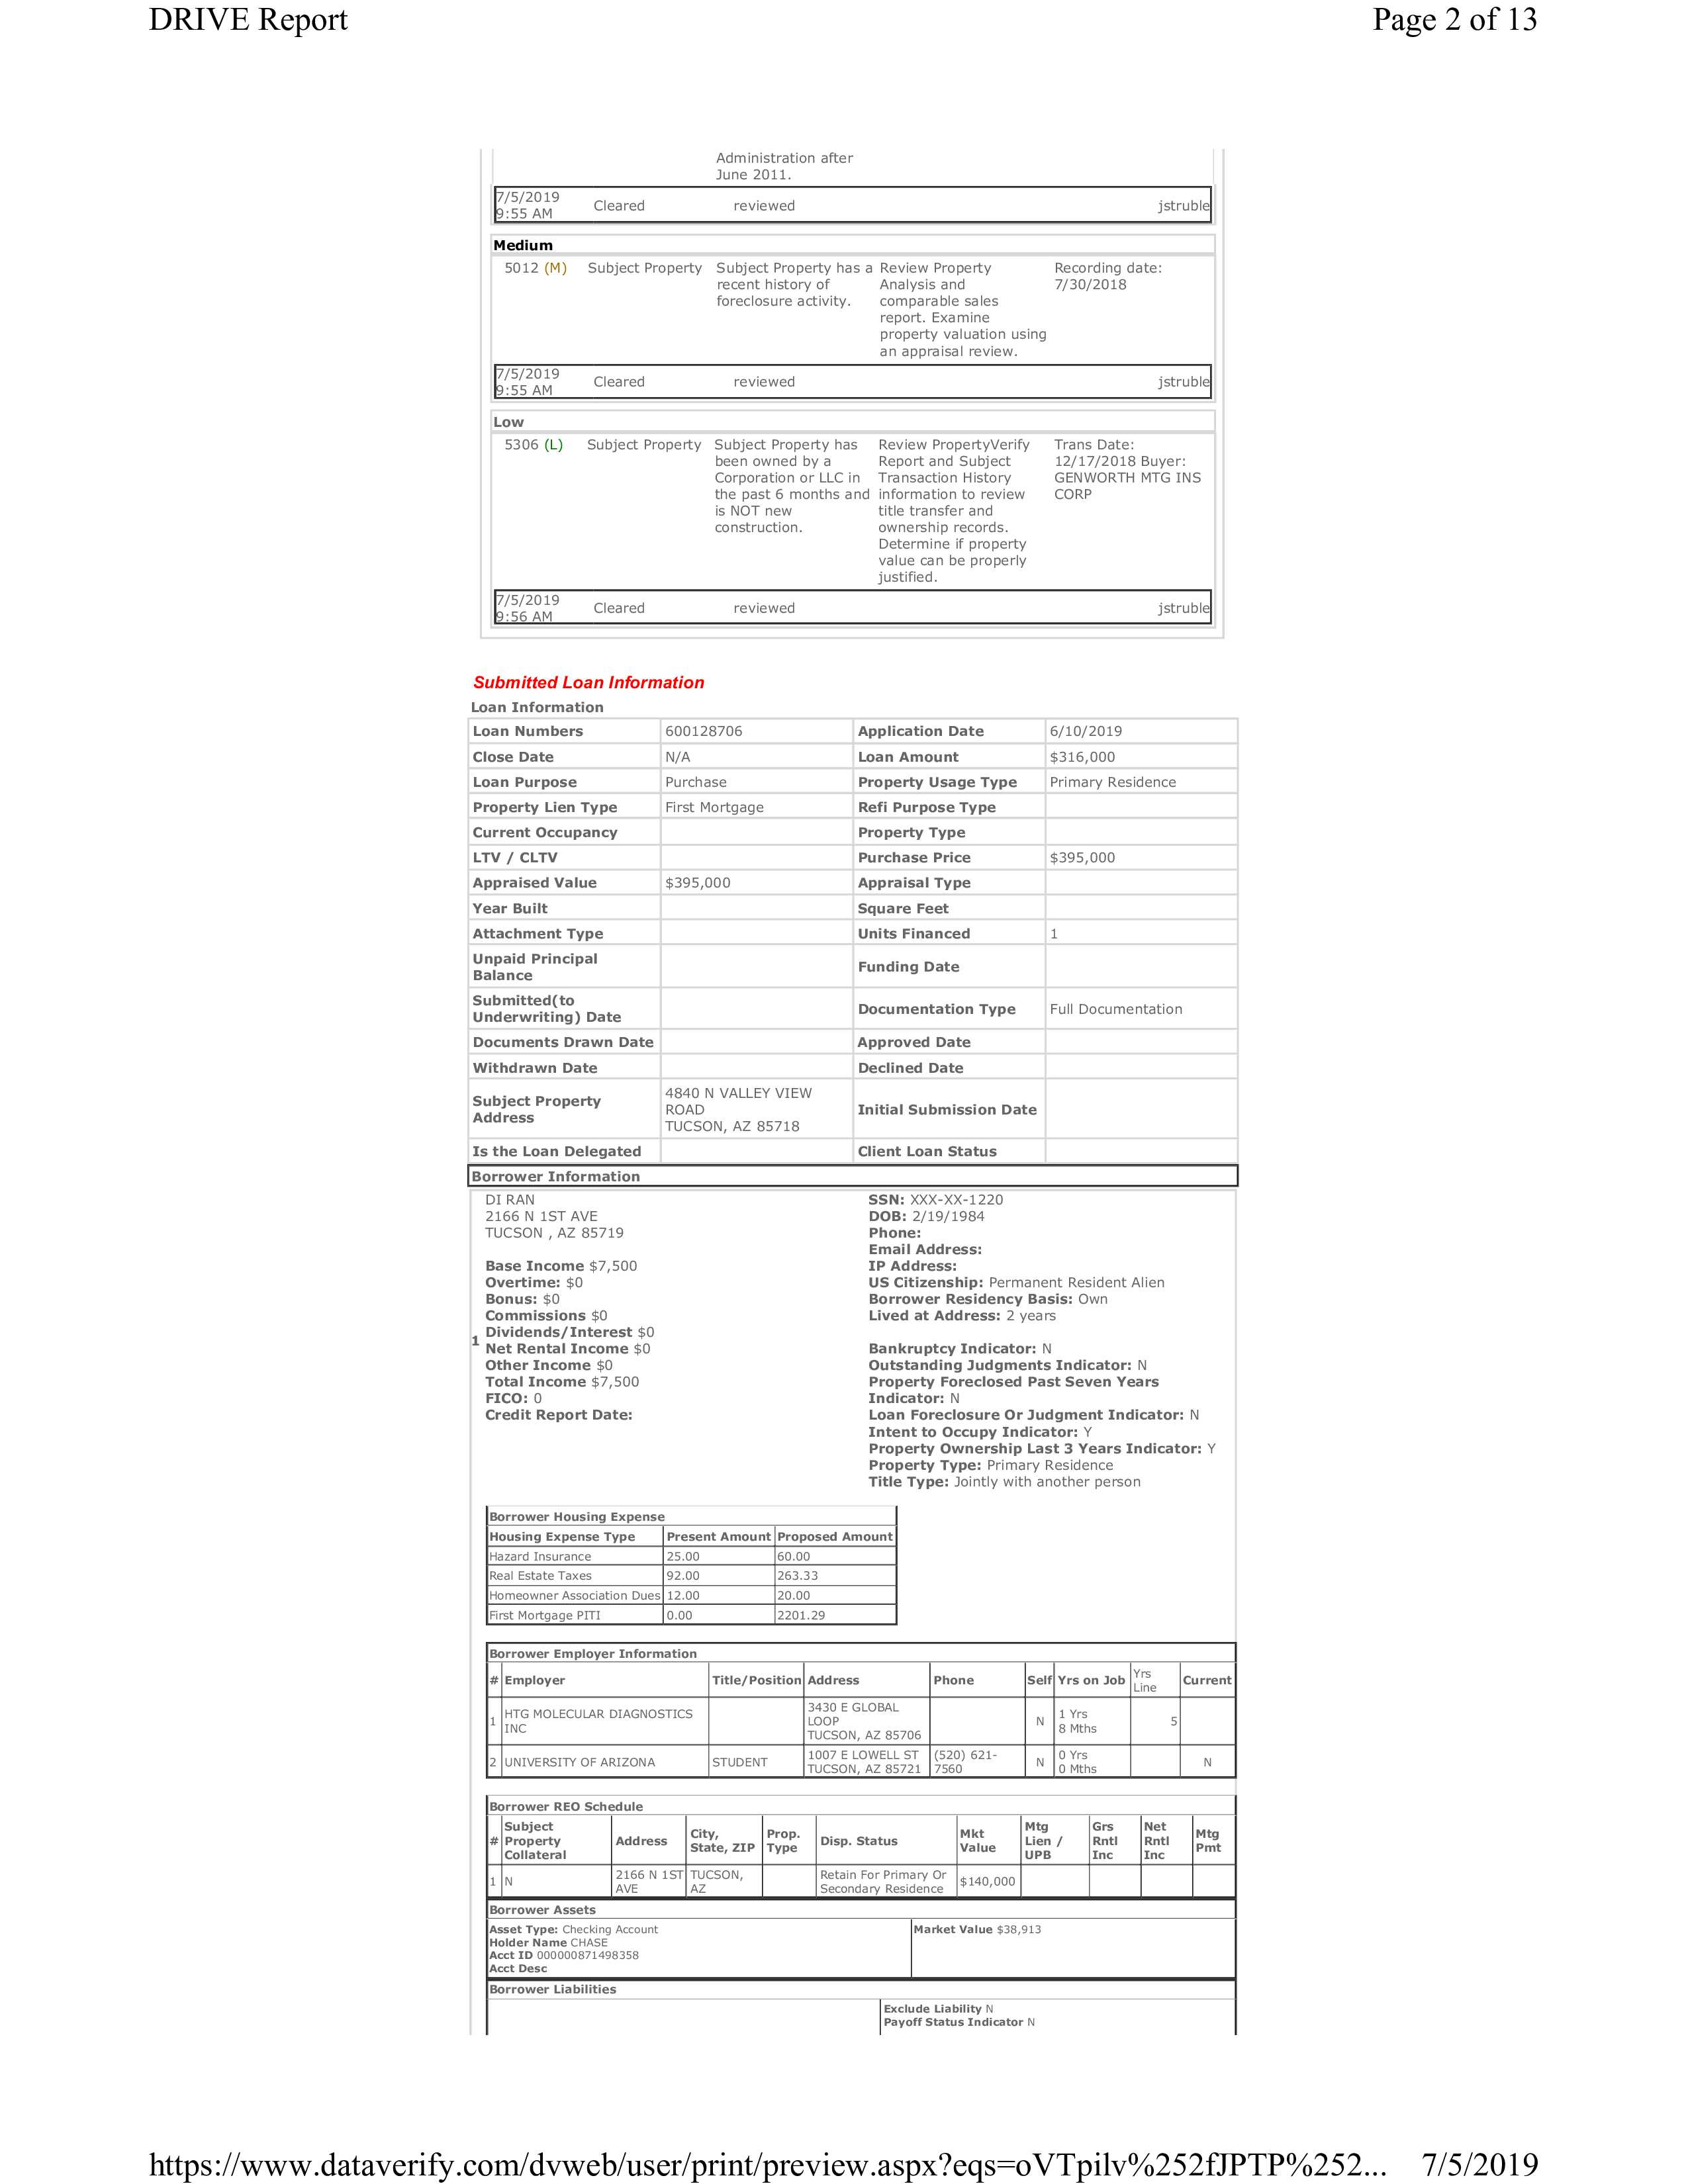 DRIVE Report Page 2 of 13
Administration after
June 2011.
7/5/2019
9:55 AM Cleared reviewed jstruble
Medium
5012 (M) Subject Property Subject Property has a Review Property Recording date:
recent history of Analysis and 7/30/2018
foreclosure activity. comparable sales
report. Examine
property valuation using
an appraisal review.
7/5/2019
9:55 AM Cleared reviewed jstruble
Low
5306 (L) Subject Property Subject Property has Review PropertyVerify Trans Date:
been owned by a Report and Subject 12/17/2018 Buyer:
Corporation or LLC in Transaction History GENWORTH MTG INS
the past 6 months and information to review CORP
is NOT new title transfer and
construction. ownership records.
Determine if property
value can be properly
justified.
7/5/2019
9:56 AM Cleared reviewed jstruble
Submitted Loan Information
Loan Information
Loan Numbers 600128706 Application Date 6/10/2019
Close Date N/A Loan Amount $316,000
Loan Purpose Purchase Property Usage Type Primary Residence
Property Lien Type First Mortgage Refi Purpose Type
Current Occupancy Property Type
LTV / CLTV Purchase Price $395,000
Appraised Value $395,000 Appraisal Type
Year Built Square Feet
Attachment Type Units Financed 1
Unpaid Principal
Balance Funding Date
Submitted(to
Underwriting) Date Documentation Type Full Documentation
Documents Drawn Date Approved Date
Withdrawn Date Declined Date
Subject Property
Address
4840 N VALLEY VIEW
ROAD
TUCSON, AZ 85718
Initial Submission Date
Is the Loan Delegated Client Loan Status
Borrower Information
1
DI RAN
2166 N 1ST AVE
TUCSON , AZ 85719
Base Income $7,500
Overtime: $0
Bonus: $0
Commissions $0
Dividends/Interest $0
Net Rental Income $0
Other Income $0
Total Income $7,500
FICO: 0
Credit Report Date:
SSN: XXX-XX-1220
DOB: 2/19/1984
Phone:
Email Address:
IP Address:
US Citizenship: Permanent Resident Alien
Borrower Residency Basis: Own
Lived at Address: 2 years
Bankruptcy Indicator: N
Outstanding Judgments Indicator: N
Property Foreclosed Past Seven Years
Indicator: N
Loan Foreclosure Or Judgment Indicator: N
Intent to Occupy Indicator: Y
Property Ownership Last 3 Years Indicator: Y
Property Type: Primary Residence
Title Type: Jointly with another person
Borrower Housing Expense
Housing Expense Type Present Amount Proposed Amount
Hazard Insurance 25.00 60.00
Real Estate Taxes 92.00 263.33
Homeowner Association Dues 12.00 20.00
First Mortgage PITI 0.00 2201.29
Borrower Employer Information
# Employer Title/Position Address Phone Self Yrs on Job Yrs Line Current
1 HTG MOLECULAR DIAGNOSTICS INC 3430 E GLOBAL LOOP TUCSON, AZ 85706 N 1 Yrs 8 Mths 5
2 UNIVERSITY OF ARIZONA STUDENT 1007 E LOWELL ST TUCSON, AZ 85721 (520) 621-7560 N 0 Yrs 0 Mths N
Borrower REO Schedule
# Subject Property Collateral Address City, State, ZIP Prop. Type Disp. Status Mkt Value Mtg Lien / UPB Grs Rntl Inc Net Rntl Inc Mtg Pmt
1 N 2166 N 1ST AVE TUCSON, AZ Retain For Primary Or Secondary Residence $140,000
Borrower Assets
Asset Type: Checking Account Market Value $38,913
Holder Name CHASE
Acct ID 000000871498358
Acct Desc
Borrower Liabilities
Exclude Liability N
Payoff Status Indicator N
https://www.dataverify.com/dvweb/user/print/preview.aspx?eqs=oVTpilv%252fJPTP%252... 7/5/2019